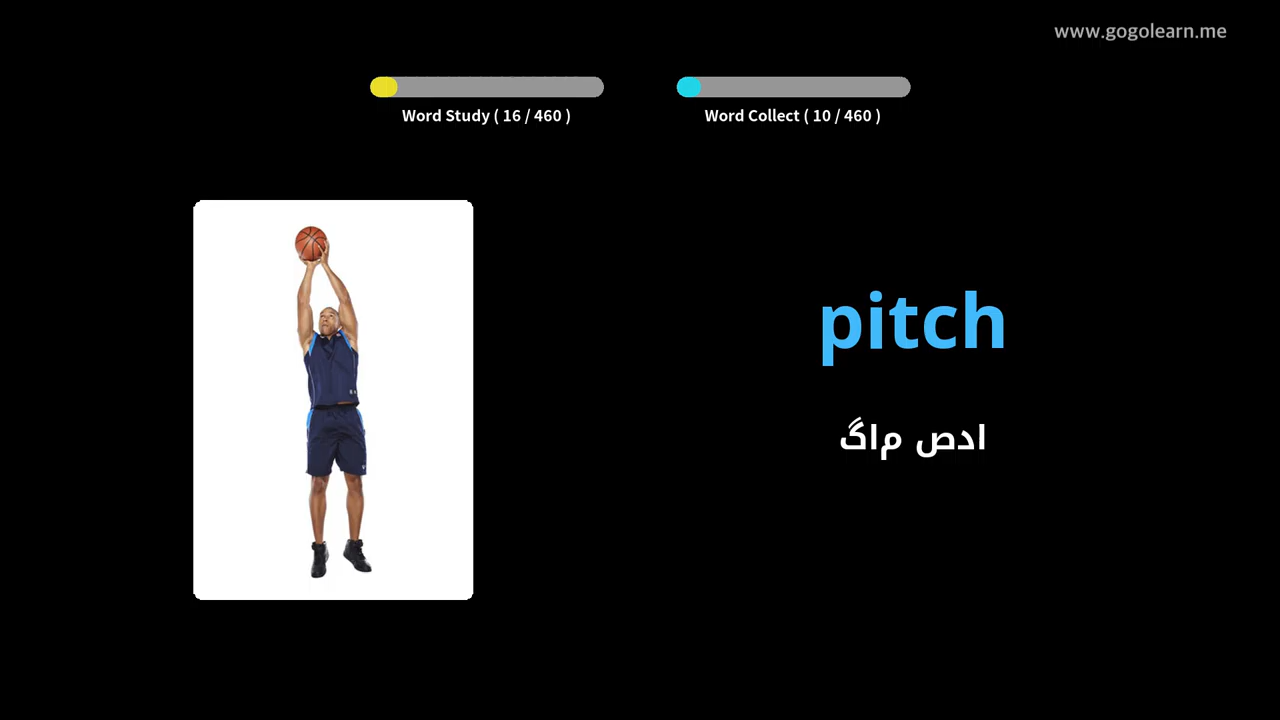 www.gogolearn.me
Word Study ( 16 / 460 )
Word Collect ( 10 / 460 )
pitch
ادص ماگ